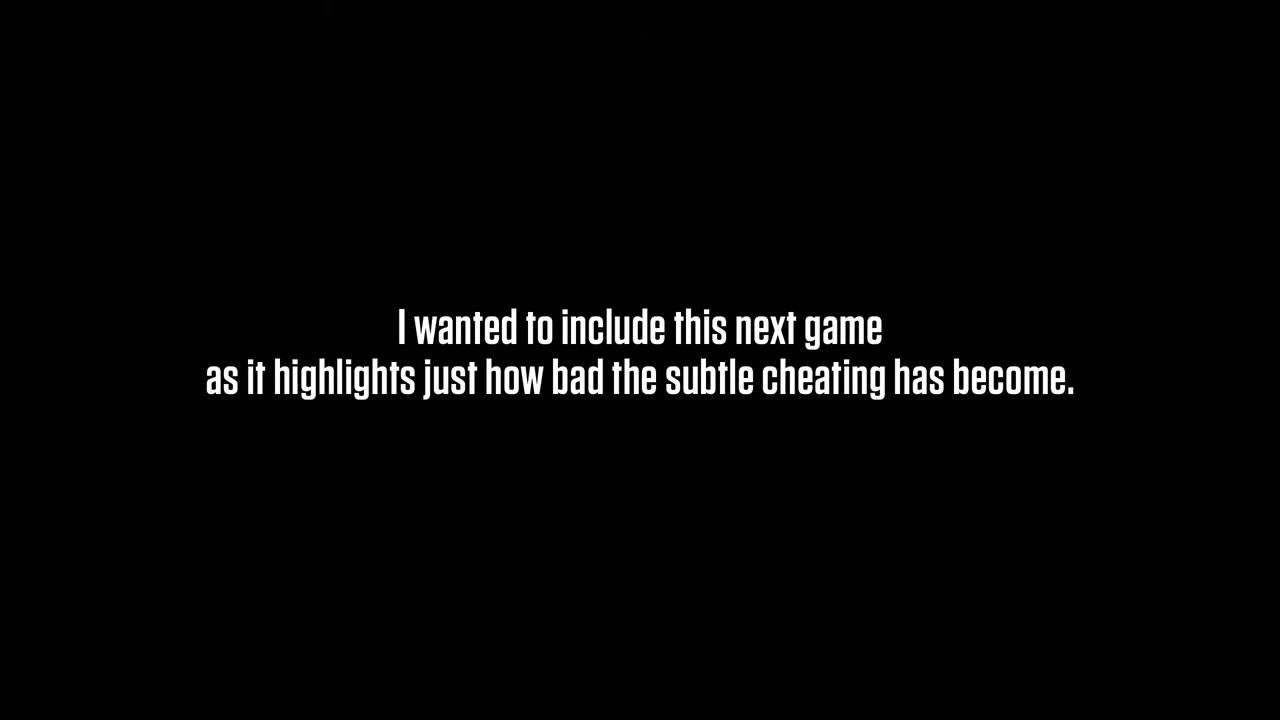 I wanted to include this next game
as it highlights just how bad the subtle cheating has become.